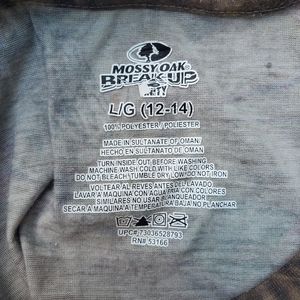 MOSSY OAK
BREAK UP
L/G (12-14)
100% POLYESTER / POLIESTER
MADE IN SULTANATE OF OMAN
HECHO EN SULTANATO DE OMAN
TURN INSIDE OUT BEFORE WASHING
MACHINE WASH COLD WITH LIKE COLORS.
DO NOT BLEACH TUMBLE DRY LOW. DO NOT IRON.
VOLTEAR AL REVES ANTES DEL LAVADO
LAVAR A MAQUINA CON AGUA FRIA CON COLORES
SIMILARES NO USAR BLANQUEADOR
SECAR A MAQUINA A TEMPERATURA BAJA NO PLANCHAR
UPC# 73036528793
RN# 53166